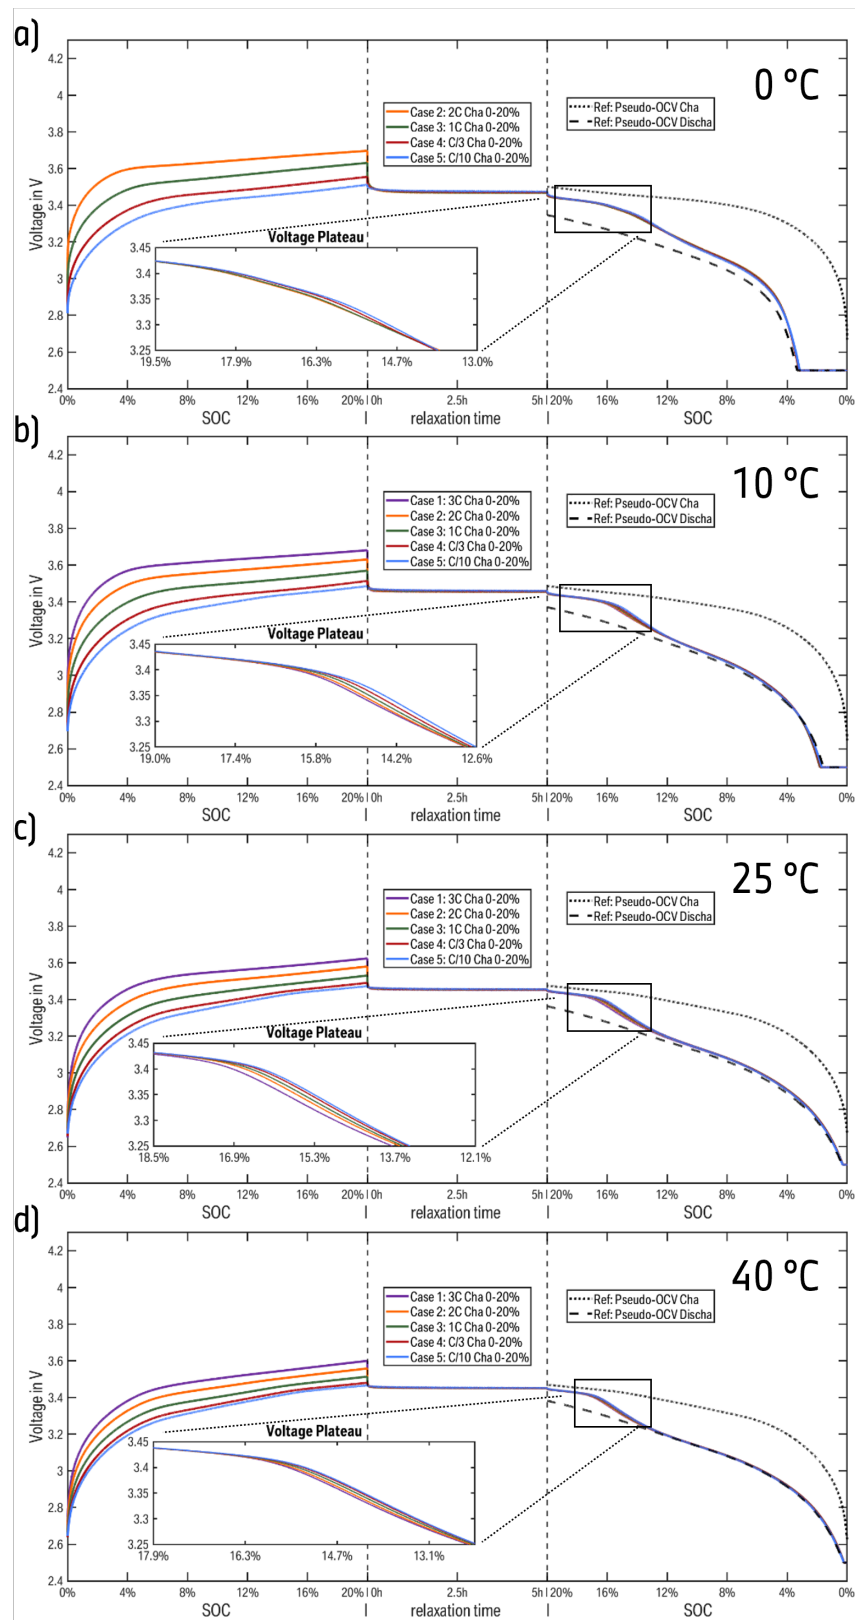 a)
0 ºC
4.2
4
3.8
3.6
3.4
3.2
3
2.8
2.6
2.4
Voltage in V
Case 2: 2C Cha 0-20%
Case 3: 1C Cha 0-20%
Case 4: C/3 Cha 0-20%
Case 5: C/10 Cha 0-20%
Ref: Pseudo-OCV Cha
Ref: Pseudo-OCV Discha
Voltage Plateau
3.45
3.4
3.35
3.3
3.25
19.5% 17.9% 16.3% 14.7% 13.0%
0% 4% 8% 12% 16% 20% | 0h 2.5h 5h | 20% 16% 12% 8% 4% 0%
SOC | relaxation time | SOC
b)
10 ºC
4.2
4
3.8
3.6
3.4
3.2
3
2.8
2.6
2.4
Voltage in V
Case 1: 3C Cha 0-20%
Case 2: 2C Cha 0-20%
Case 3: 1C Cha 0-20%
Case 4: C/3 Cha 0-20%
Case 5: C/10 Cha 0-20%
Ref: Pseudo-OCV Cha
Ref: Pseudo-OCV Discha
Voltage Plateau
3.45
3.4
3.35
3.3
3.25
19.0% 17.4% 15.8% 14.2% 12.6%
0% 4% 8% 12% 16% 20% | 0h 2.5h 5h | 20% 16% 12% 8% 4% 0%
SOC | relaxation time | SOC
c)
25 ºC
4.2
4
3.8
3.6
3.4
3.2
3
2.8
2.6
2.4
Voltage in V
Case 1: 3C Cha 0-20%
Case 2: 2C Cha 0-20%
Case 3: 1C Cha 0-20%
Case 4: C/3 Cha 0-20%
Case 5: C/10 Cha 0-20%
Ref: Pseudo-OCV Cha
Ref: Pseudo-OCV Discha
Voltage Plateau
3.45
3.4
3.35
3.3
3.25
18.5% 16.9% 15.3% 13.7% 12.1%
0% 4% 8% 12% 16% 20% | 0h 2.5h 5h | 20% 16% 12% 8% 4% 0%
SOC | relaxation time | SOC
d)
40 ºC
4.2
4
3.8
3.6
3.4
3.2
3
2.8
2.6
2.4
Voltage in V
Case 1: 3C Cha 0-20%
Case 2: 2C Cha 0-20%
Case 3: 1C Cha 0-20%
Case 4: C/3 Cha 0-20%
Case 5: C/10 Cha 0-20%
Ref: Pseudo-OCV Cha
Ref: Pseudo-OCV Discha
Voltage Plateau
3.45
3.4
3.35
3.3
3.25
17.9% 16.3% 14.7% 13.1%
0% 4% 8% 12% 16% 20% | 0h 2.5h 5h | 20% 16% 12% 8% 4% 0%
SOC | relaxation time | SOC